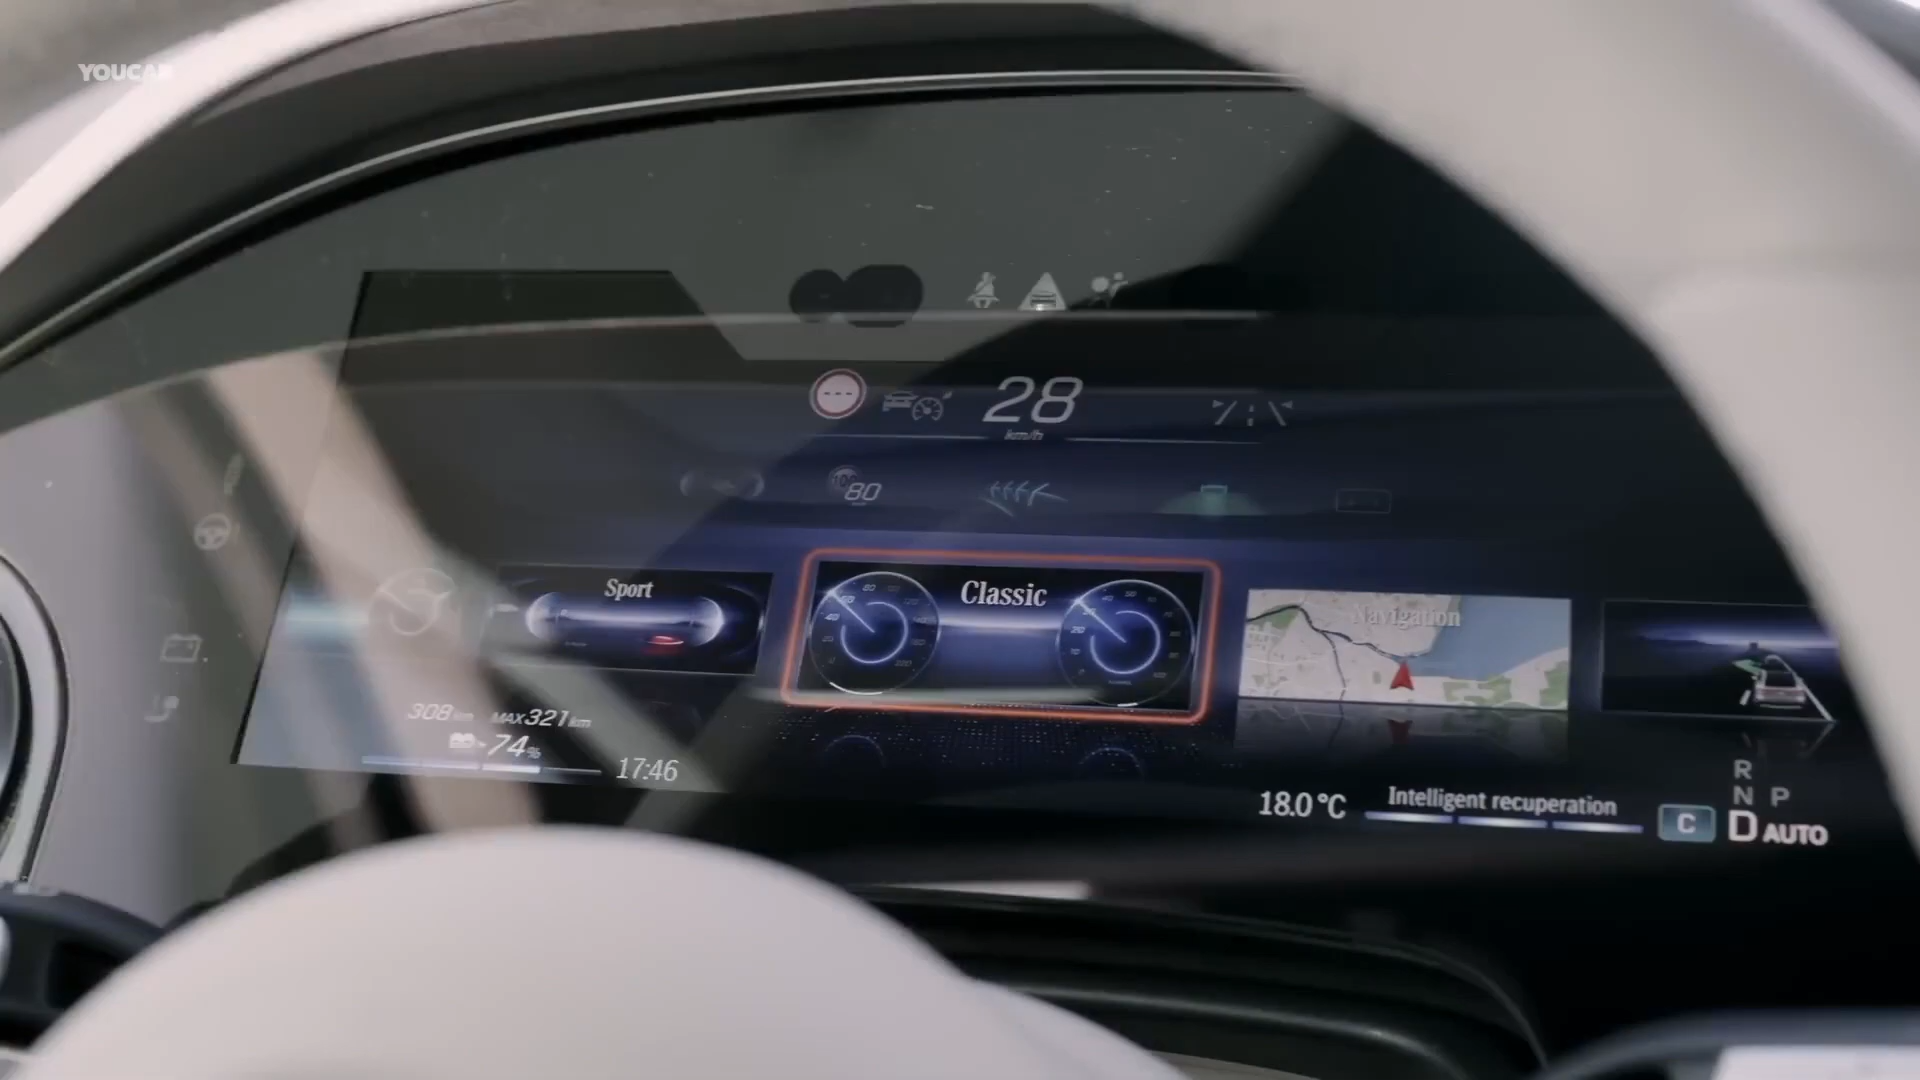 YOUCAR
28
km/h
80
Sport
Classic
Navigation
308 km MAX 321 km
74%
17:46
18.0 °C
Intelligent recuperation
C
R
N P
D AUTO